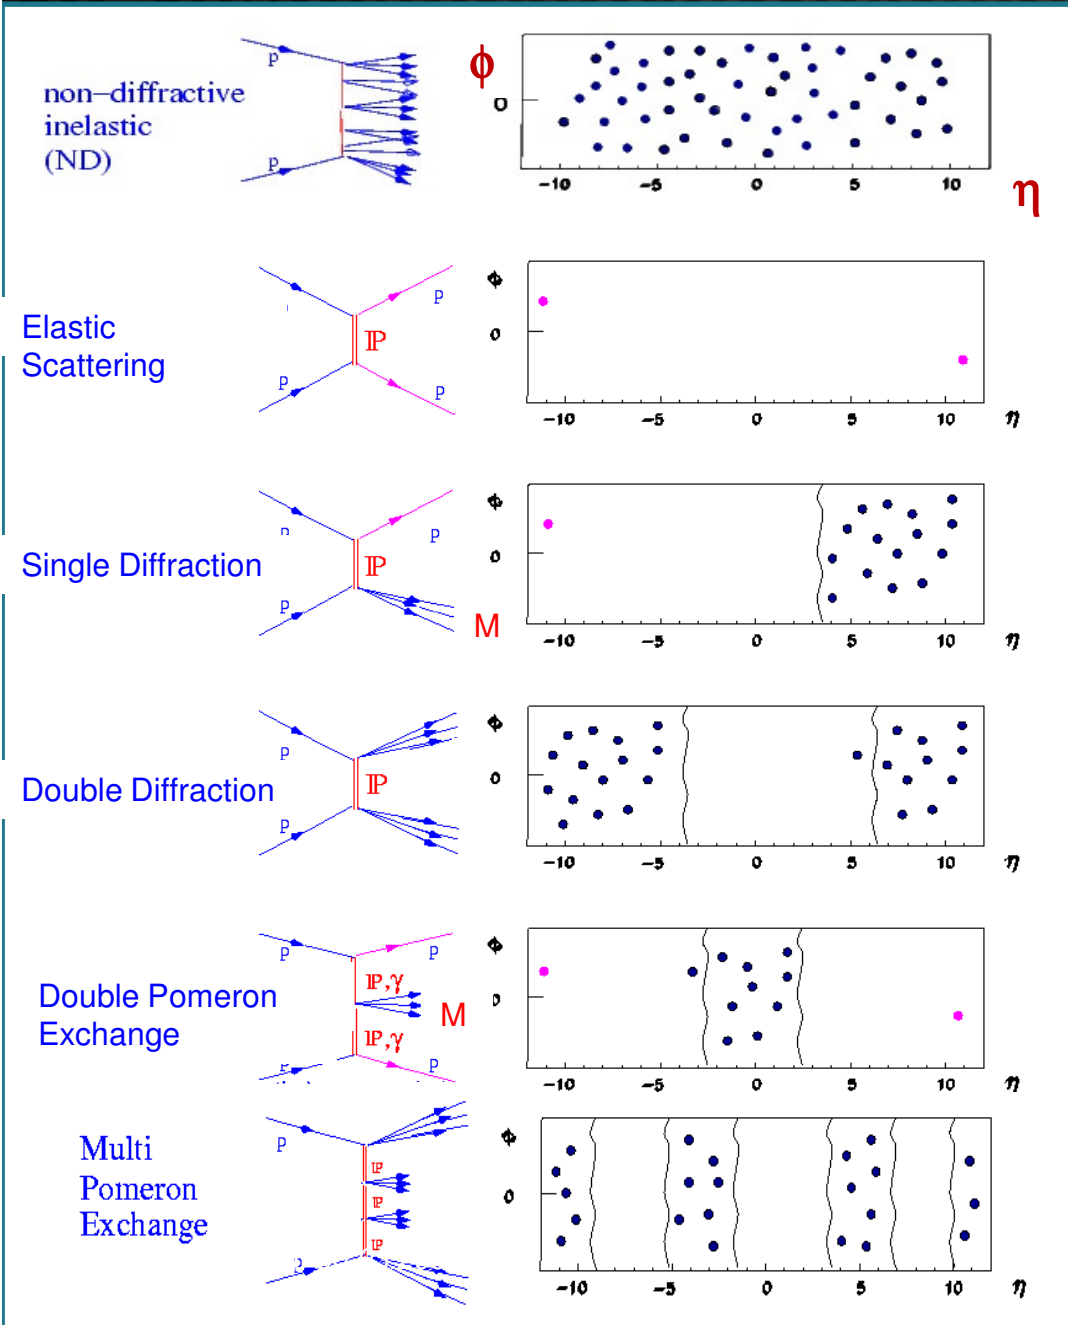 non-diffractive
inelastic
(ND)
p
p
ϕ
0
-10 -5 0 5 10
η
Elastic
Scattering
p
p
p
ℙ
Φ
0
-10 -5 0 5 10 η
Single Diffraction
p
p
ℙ
M
Φ
0
-10 -5 0 5 10 η
Double Diffraction
p
p
ℙ
Φ
0
-10 -5 0 5 10 η
Double Pomeron
Exchange
p
p
ℙ,γ
M
ℙ,γ
p
Φ
-10 -5 0 5 10 η
Multi
Pomeron
Exchange
p
ℙ
ℙ
ℙ
p
Φ
0
-10 -5 0 5 10 η